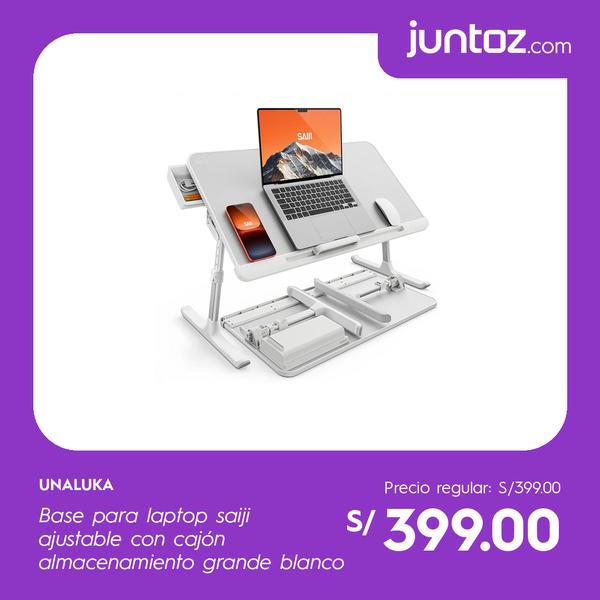 juntoz.com
SAIJI
SAIJI
UNALUKA
Base para laptop saiji
ajustable con cajón
almacenamiento grande blanco
Precio regular: S/399.00
S/ 399.00